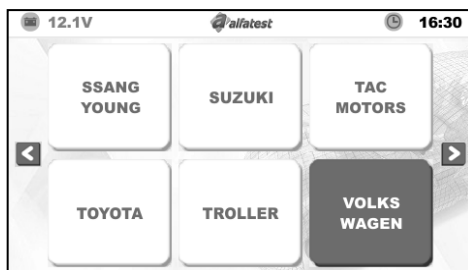 12.1V alfatest 16:30
SSANG
YOUNG
SUZUKI
TAC
MOTORS
TOYOTA
TROLLER
VOLKS
WAGEN